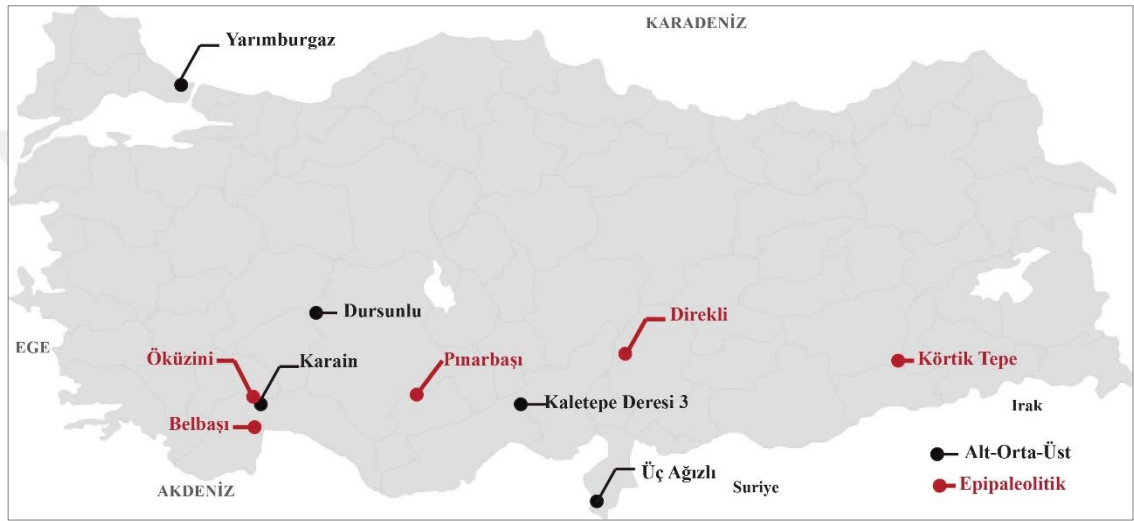 KARADENİZ
Yarımburgaz
Dursunlu
Direkli
EGE
Öküzini
Karain
Pınarbaşı
Körtik Tepe
Kaletepe Deresi 3
Irak
Belbaşı
Alt-Orta-Üst
Üç Ağızlı
Suriye
Epipaleolitik
AKDENİZ